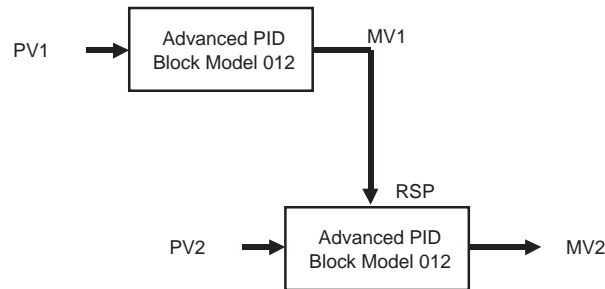 PV1
Advanced PID
Block Model 012
MV1
RSP
PV2
Advanced PID
Block Model 012
MV2